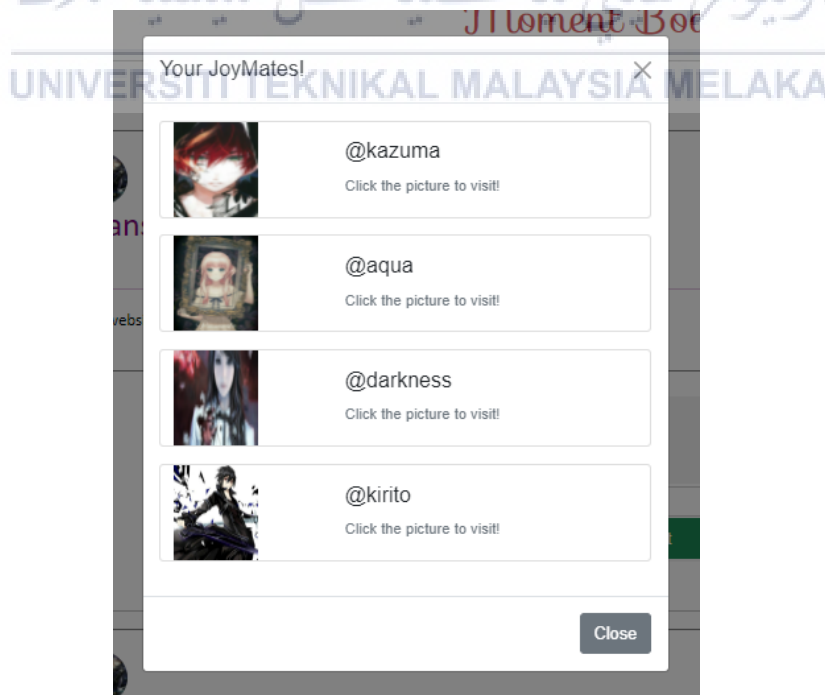 Moment Boo
UNIVERSITI TEKNIKAL MALAYSIA MELAKA
Your JoyMates!
@kazuma
Click the picture to visit!
@aqua
Click the picture to visit!
@darkness
Click the picture to visit!
@kirito
Click the picture to visit!
Close